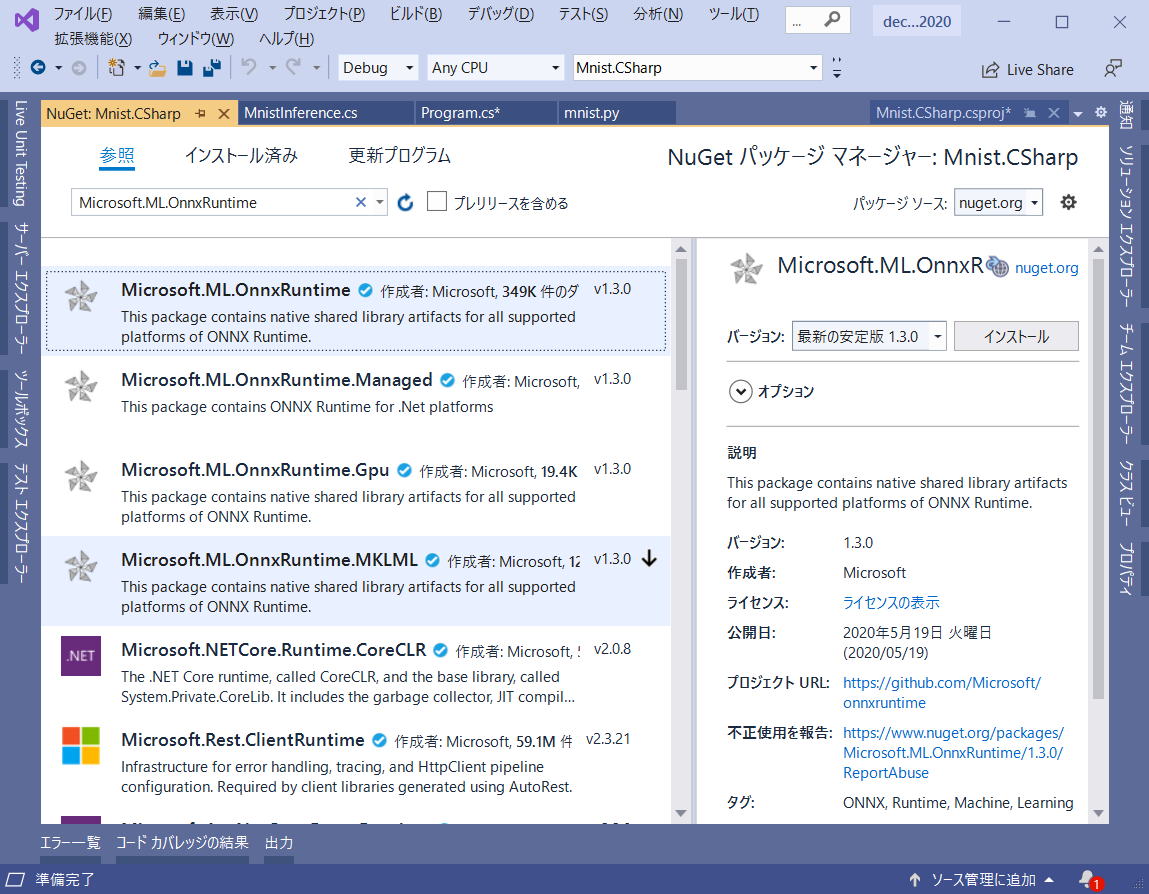 ファイル(F) 編集(E) 表示(V) プロジェクト(P) ビルド(B) デバッグ(D) テスト(S) 分析(N) ツール(T) ... dec...2020
拡張機能(X) ウィンドウ(W) ヘルプ(H)
Debug Any CPU Mnist.CSharp Live Share
NuGet: Mnist.CSharp MnistInference.cs Program.cs* mnist.py Mnist.CSharp.csproj*
Live Unit Testing
サーバー エクスプローラー
ツールボックス
テスト エクスプローラー
参照 インストール済み 更新プログラム
NuGet パッケージ マネージャー: Mnist.CSharp
Microsoft.ML.OnnxRuntime プレリリースを含める
パッケージ ソース: nuget.org
Microsoft.ML.OnnxRuntime 作成者: Microsoft, 349K 件のダ v1.3.0
This package contains native shared library artifacts for all supported
platforms of ONNX Runtime.
Microsoft.ML.OnnxRuntime.Managed 作成者: Microsoft, v1.3.0
This package contains ONNX Runtime for .Net platforms
Microsoft.ML.OnnxRuntime.Gpu 作成者: Microsoft, 19.4K v1.3.0
This package contains native shared library artifacts for all supported
platforms of ONNX Runtime.
Microsoft.ML.OnnxRuntime.MKLML 作成者: Microsoft, 12 v1.3.0
This package contains native shared library artifacts for all supported
platforms of ONNX Runtime.
.NET
Microsoft.NETCore.Runtime.CoreCLR 作成者: Microsoft, v2.0.8
The .NET Core runtime, called CoreCLR, and the base library, called
System.Private.CoreLib. It includes the garbage collector, JIT compil...
Microsoft.Rest.ClientRuntime 作成者: Microsoft, 59.1M 件 v2.3.21
Infrastructure for error handling, tracing, and HttpClient pipeline
configuration. Required by client libraries generated using AutoRest.
Microsoft.ML.OnnxR nuget.org
バージョン: 最新の安定版 1.3.0 インストール
オプション
説明
This package contains native shared library artifacts
for all supported platforms of ONNX Runtime.
バージョン: 1.3.0
作成者: Microsoft
ライセンス: ライセンスの表示
公開日: 2020年5月19日 火曜日
(2020/05/19)
プロジェクト URL: https://github.com/Microsoft/
onnxruntime
不正使用を報告: https://www.nuget.org/packages/
Microsoft.ML.OnnxRuntime/1.3.0/
ReportAbuse
タグ: ONNX, Runtime, Machine, Learning
通知
ソリューション エクスプローラー
チーム エクスプローラー
クラス ビュー
プロパティ
エラー一覧 コード カバレッジの結果 出力
準備完了 ソース管理に追加 1